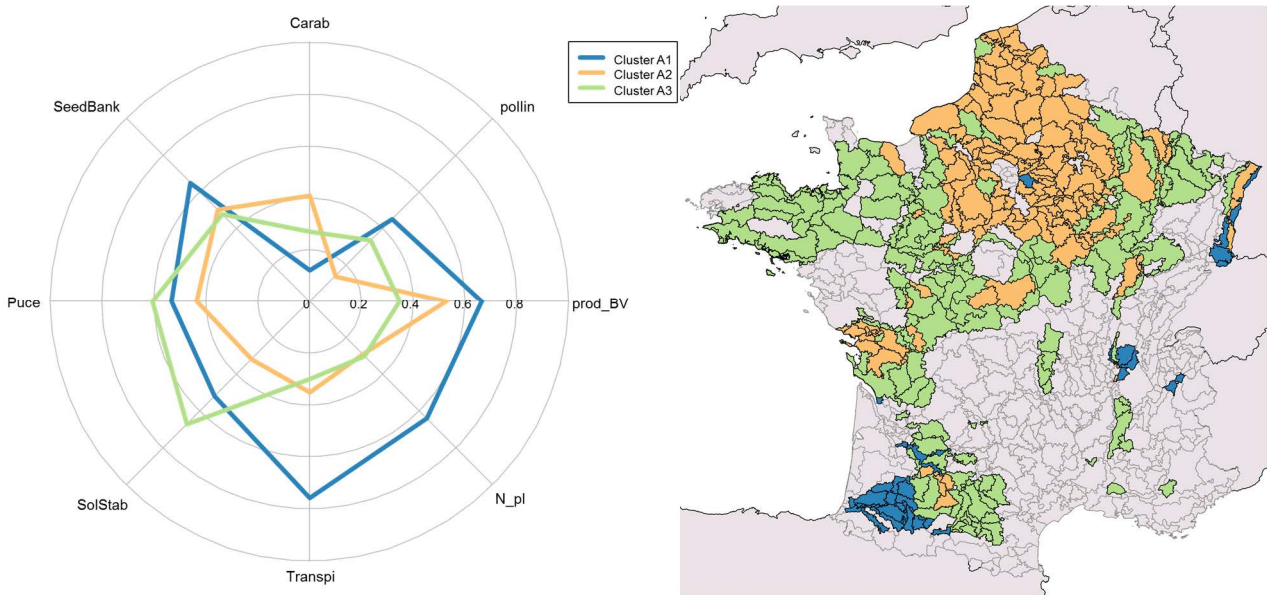 Carab
Cluster A1
Cluster A2
Cluster A3
SeedBank
pollin
Puce
0
0.2
0.4
0.6
0.8
prod_BV
SolStab
N_pl
Transpi